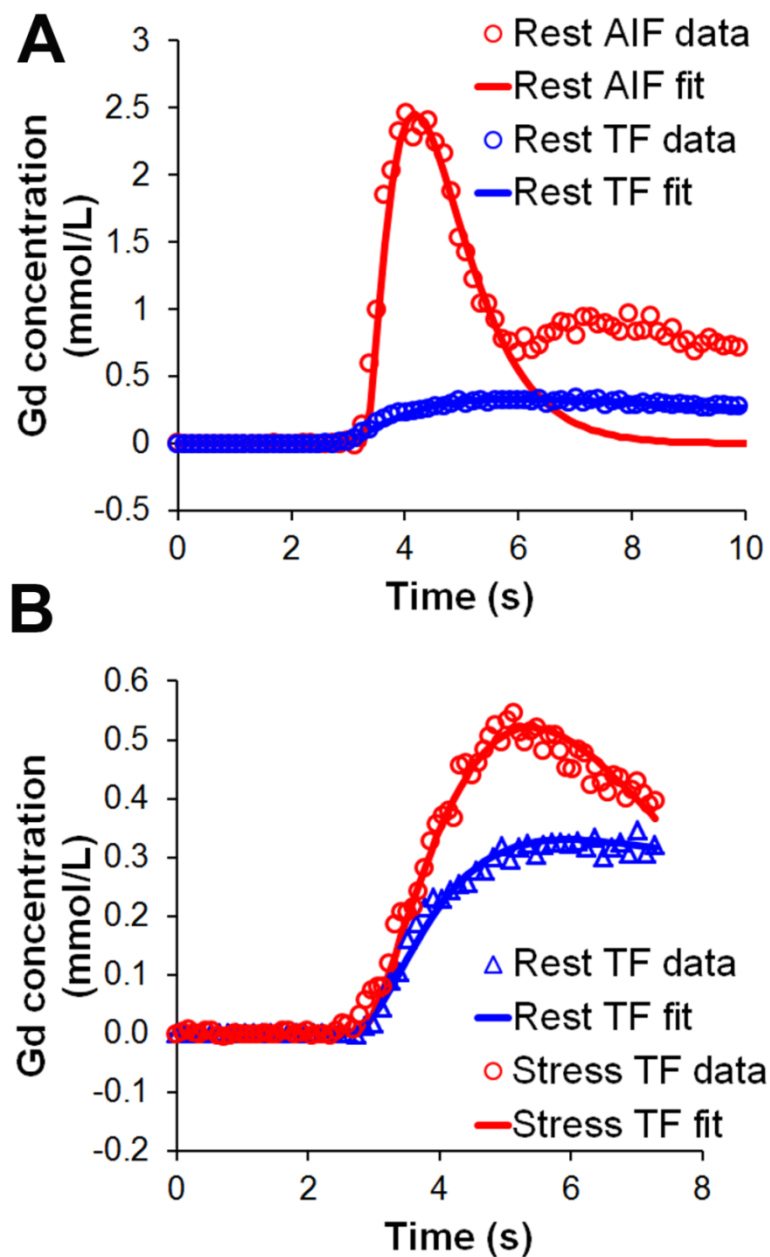 A
3
2.5
2
1.5
1
0.5
0
-0.5
0 2 4 6 8 10
Gd concentration
(mmol/L)
Time (s)
Rest AIF data
Rest AIF fit
Rest TF data
Rest TF fit
B
0.6
0.5
0.4
0.3
0.2
0.1
0.0
-0.1
-0.2
0 2 4 6 8
Gd concentration
(mmol/L)
Time (s)
Rest TF data
Rest TF fit
Stress TF data
Stress TF fit